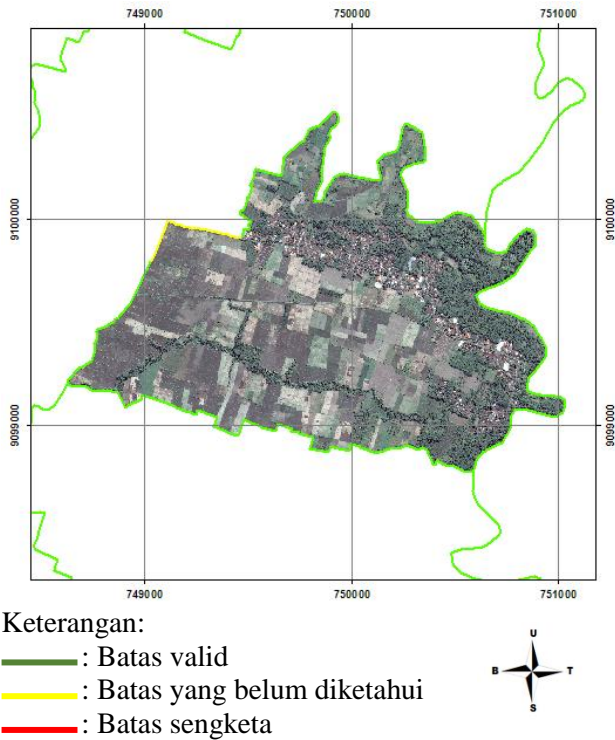 749000 750000 751000
9100000 9100000
9099000 9099000
749000 750000 751000
Keterangan:
: Batas valid
: Batas yang belum diketahui
: Batas sengketa
U
B T
S